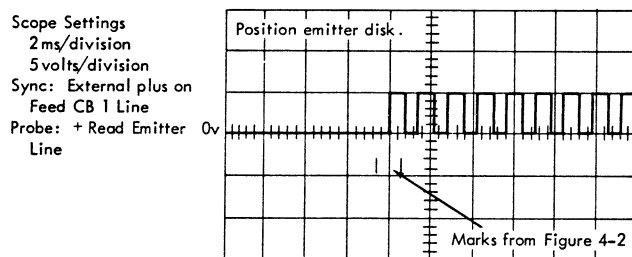 Scope Settings
2 ms/division
5 volts/division
Sync: External plus on
Feed CB 1 Line
Probe: + Read Emitter
Line
Position emitter disk.
0v
Marks from Figure 4-2